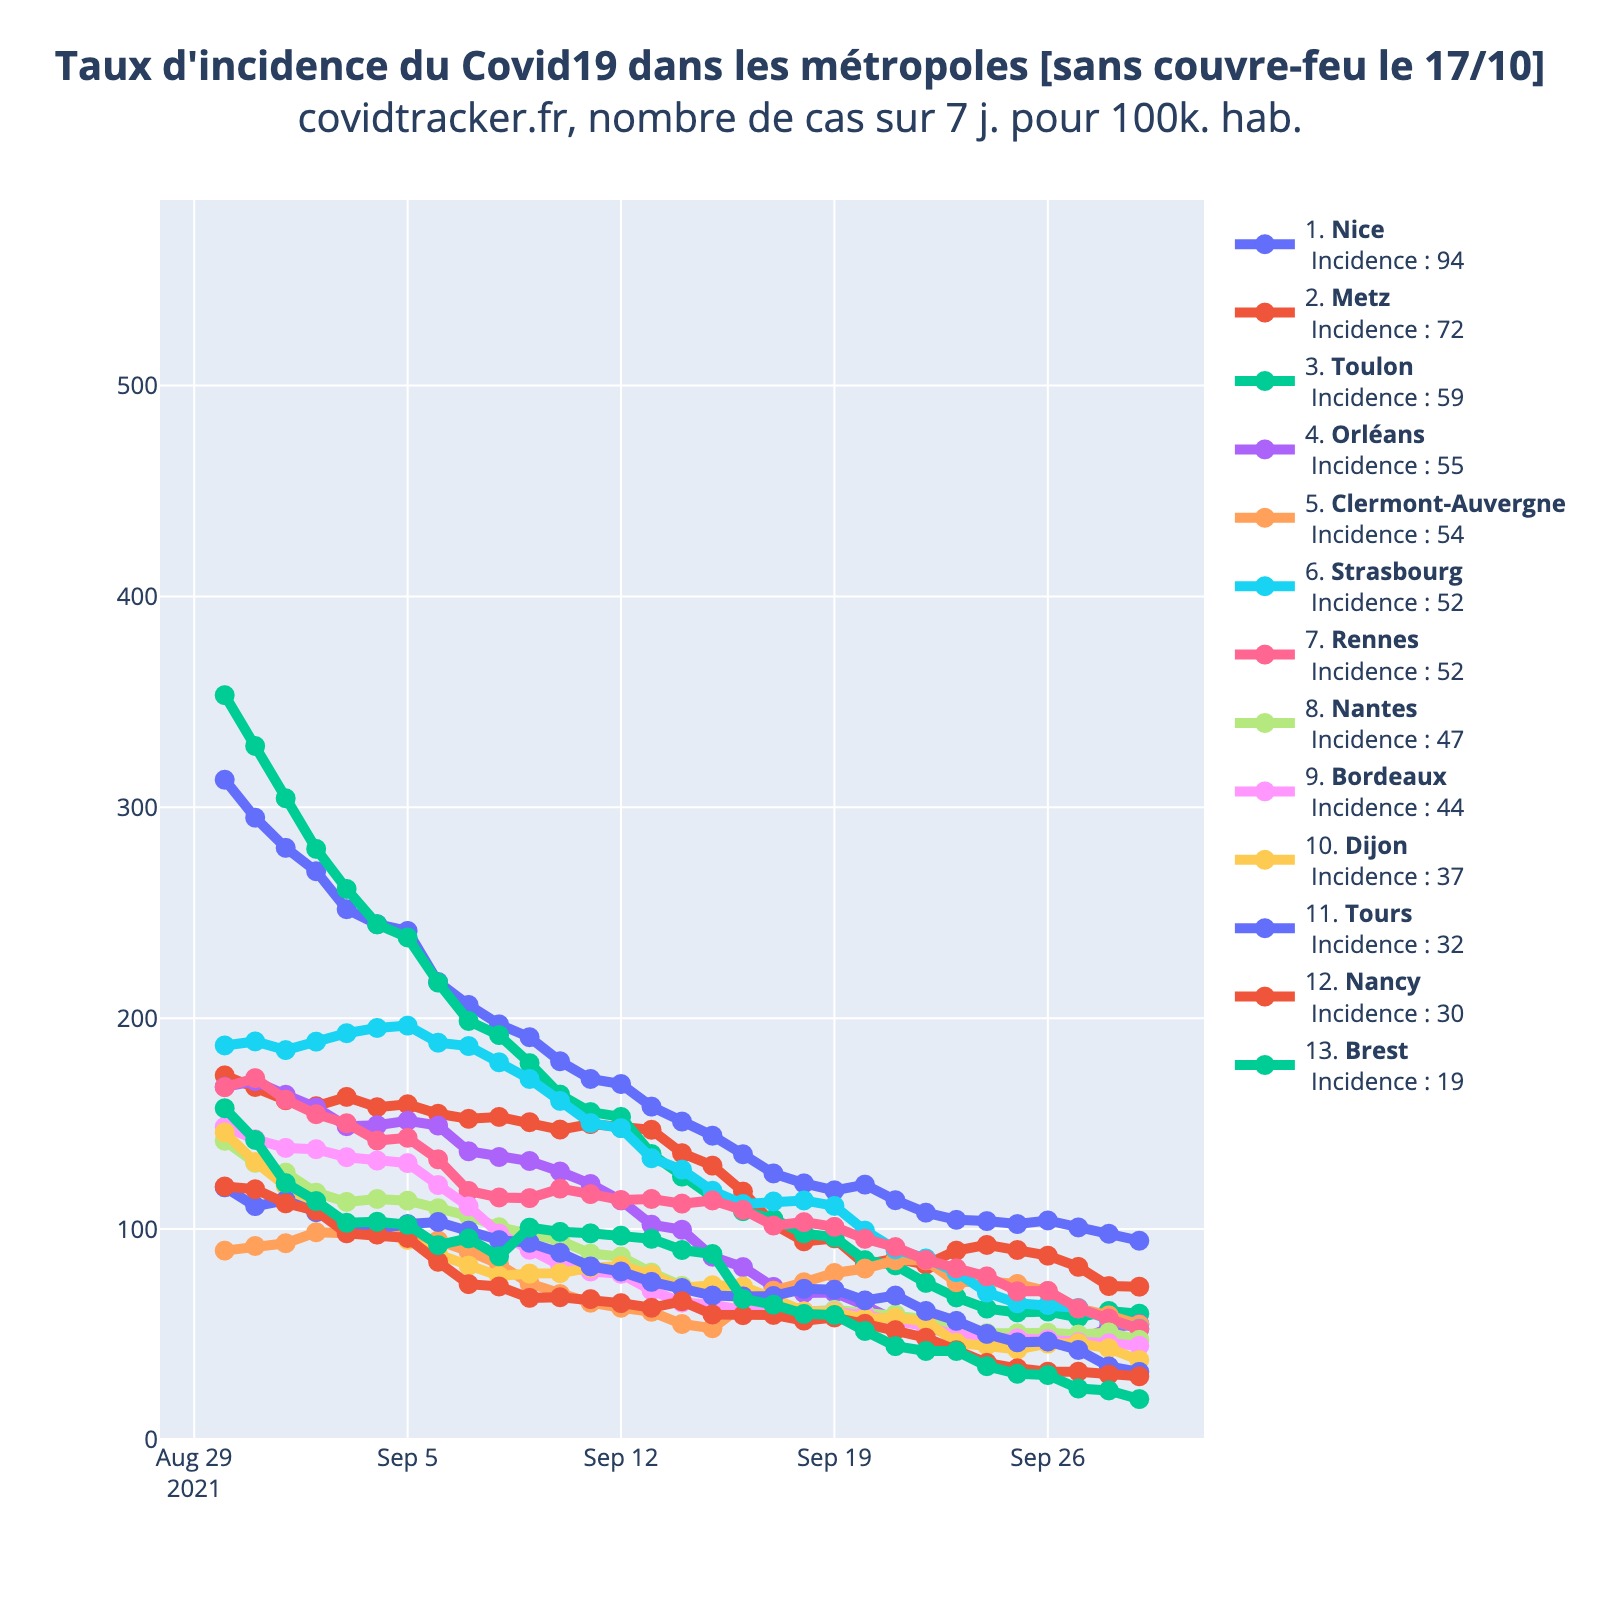 Taux d'incidence du Covid19 dans les métropoles [sans couvre-feu le 17/10]
covidtracker.fr, nombre de cas sur 7 j. pour 100k. hab.
500
400
300
200
100
0
Aug 29
2021
Sep 5
Sep 12
Sep 19
Sep 26
1. Nice
Incidence : 94
2. Metz
Incidence : 72
3. Toulon
Incidence : 59
4. Orléans
Incidence : 55
5. Clermont-Auvergne
Incidence : 54
6. Strasbourg
Incidence : 52
7. Rennes
Incidence : 52
8. Nantes
Incidence : 47
9. Bordeaux
Incidence : 44
10. Dijon
Incidence : 37
11. Tours
Incidence : 32
12. Nancy
Incidence : 30
13. Brest
Incidence : 19